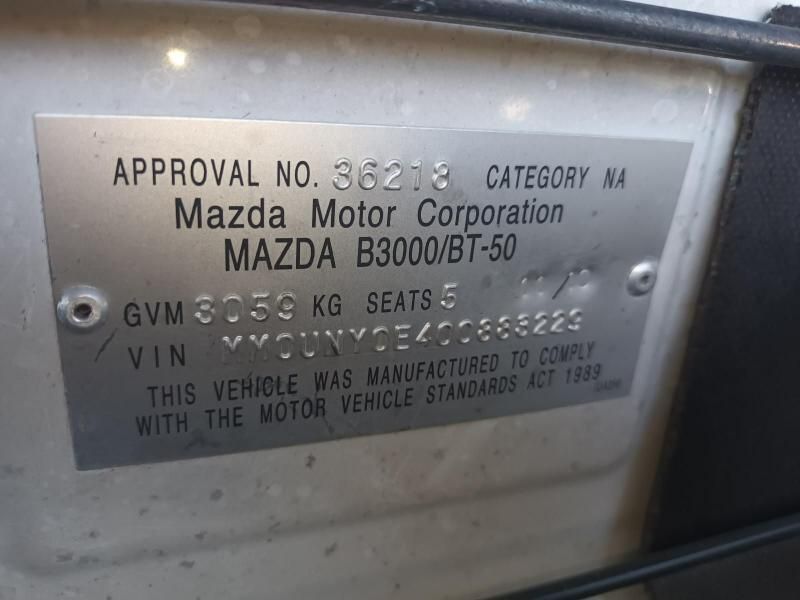 APPROVAL NO. 36218 CATEGORY NA
Mazda Motor Corporation
MAZDA B3000/BT-50
GVM 3059 KG SEATS 5
VIN MM0UNY0E400883229
THIS VEHICLE WAS MANUFACTURED TO COMPLY
WITH THE MOTOR VEHICLE STANDARDS ACT 1989